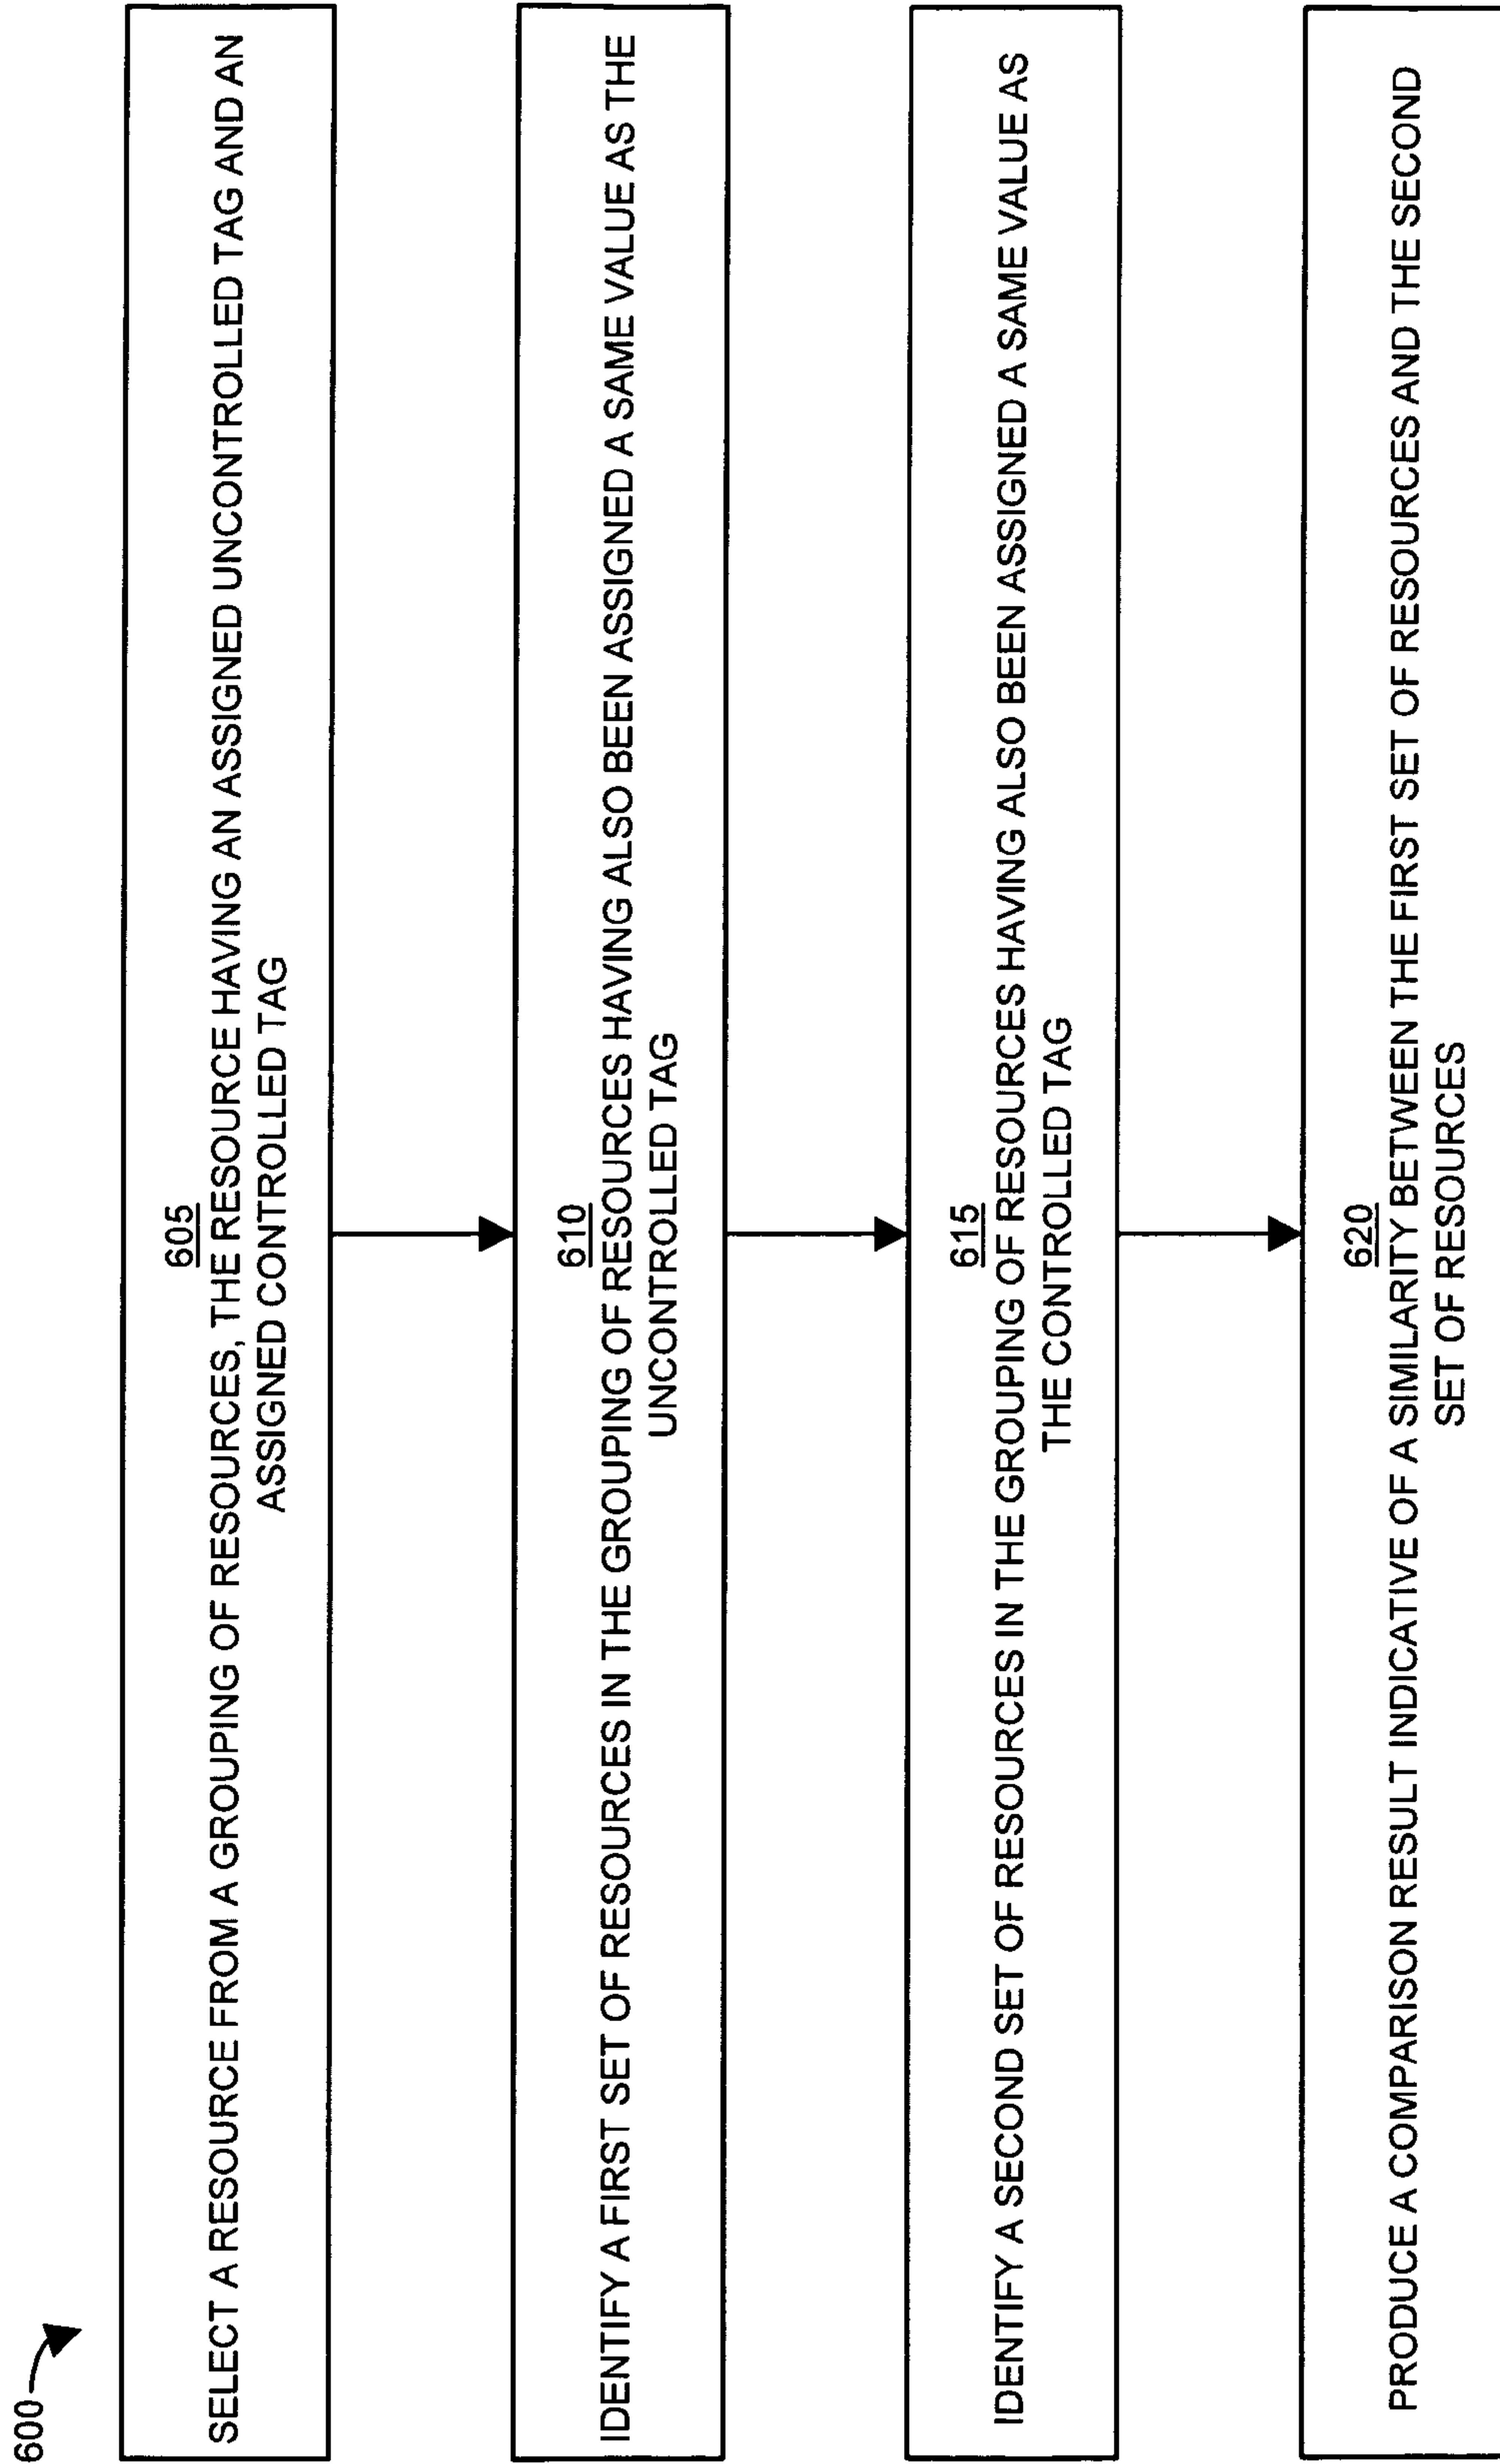 600
605
SELECT A RESOURCE FROM A GROUPING OF RESOURCES, THE RESOURCE HAVING AN ASSIGNED UNCONTROLLED TAG AND AN
ASSIGNED CONTROLLED TAG
610
IDENTIFY A FIRST SET OF RESOURCES IN THE GROUPING OF RESOURCES HAVING ALSO BEEN ASSIGNED A SAME VALUE AS THE
UNCONTROLLED TAG
615
IDENTIFY A SECOND SET OF RESOURCES IN THE GROUPING OF RESOURCES HAVING ALSO BEEN ASSIGNED A SAME VALUE AS
THE CONTROLLED TAG
620
PRODUCE A COMPARISON RESULT INDICATIVE OF A SIMILARITY BETWEEN THE FIRST SET OF RESOURCES AND THE SECOND
SET OF RESOURCES